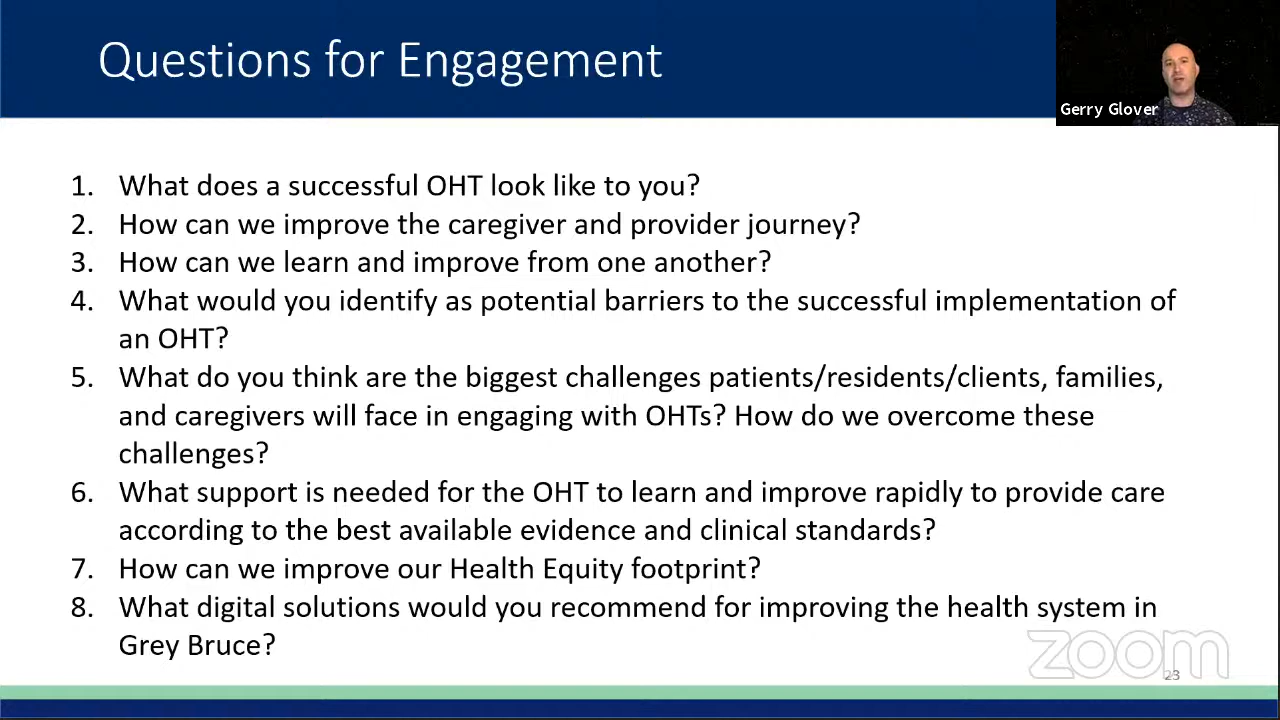 Questions for Engagement
Gerry Glover
1. What does a successful OHT look like to you?
2. How can we improve the caregiver and provider journey?
3. How can we learn and improve from one another?
4. What would you identify as potential barriers to the successful implementation of
an OHT?
5. What do you think are the biggest challenges patients/residents/clients, families,
and caregivers will face in engaging with OHTs? How do we overcome these
challenges?
6. What support is needed for the OHT to learn and improve rapidly to provide care
according to the best available evidence and clinical standards?
7. How can we improve our Health Equity footprint?
8. What digital solutions would you recommend for improving the health system in
Grey Bruce?
zoom
23